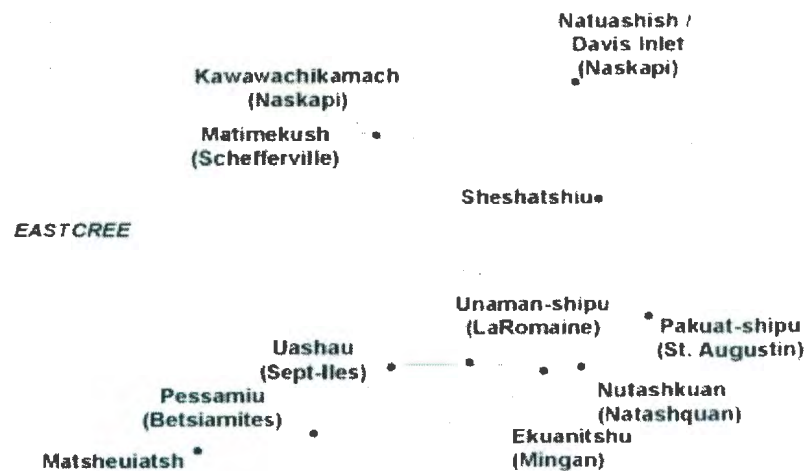 Natuashish /
Davis Inlet
(Naskapi)
Kawawachikamach
(Naskapi)
Matimekush
(Schefferville)
Sheshatshiu
EASTCREE
Unaman-shipu
(LaRomaine)
Pakuat-shipu
(St. Augustin)
Uashau
(Sept-Iles)
Pessamiu
(Betsiamites)
Nutashkuan
(Natashquan)
Ekuanitshu
(Mingan)
Matsheuiatsh